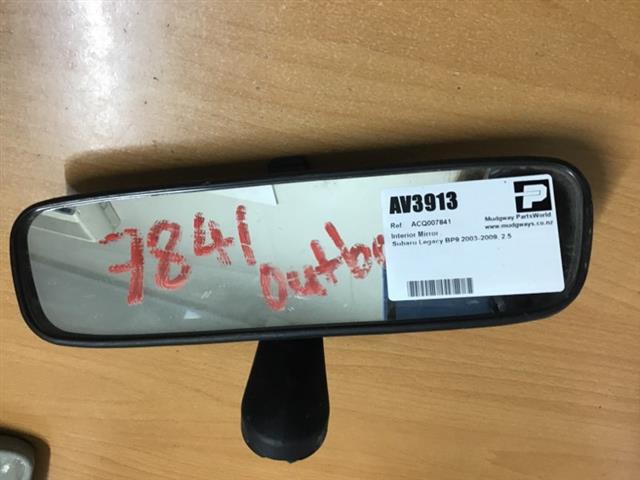 7841
AV3913
Ref: ACQ007841
Interior Mirror
Subaru Legacy BP9 2003-2009, 2.5
P
Mudgway PartsWorld
www.mudgways.co.nz